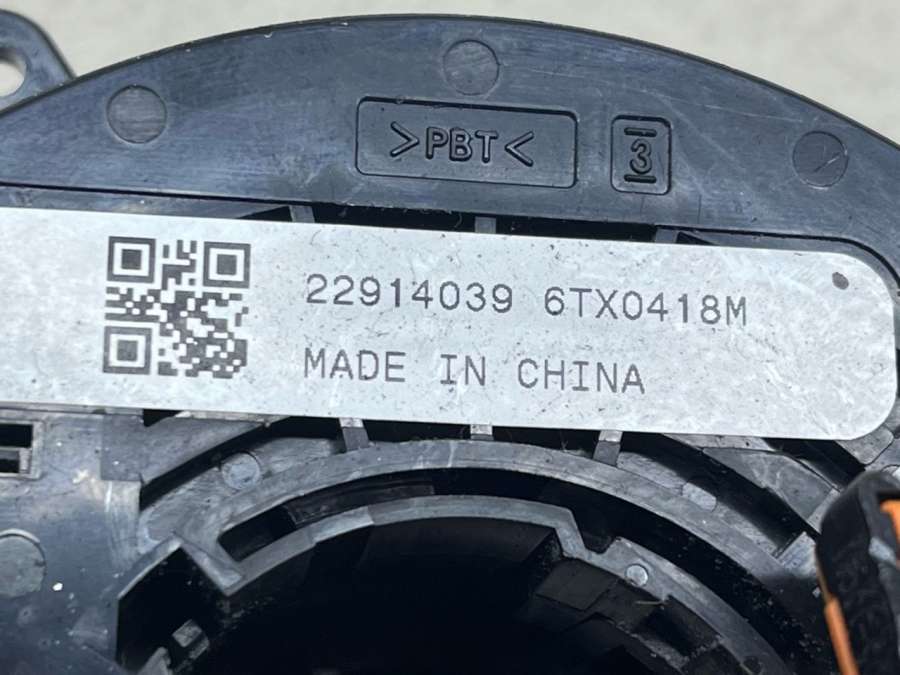 >PBT<
3
22914039 6TX0418M
MADE IN CHINA